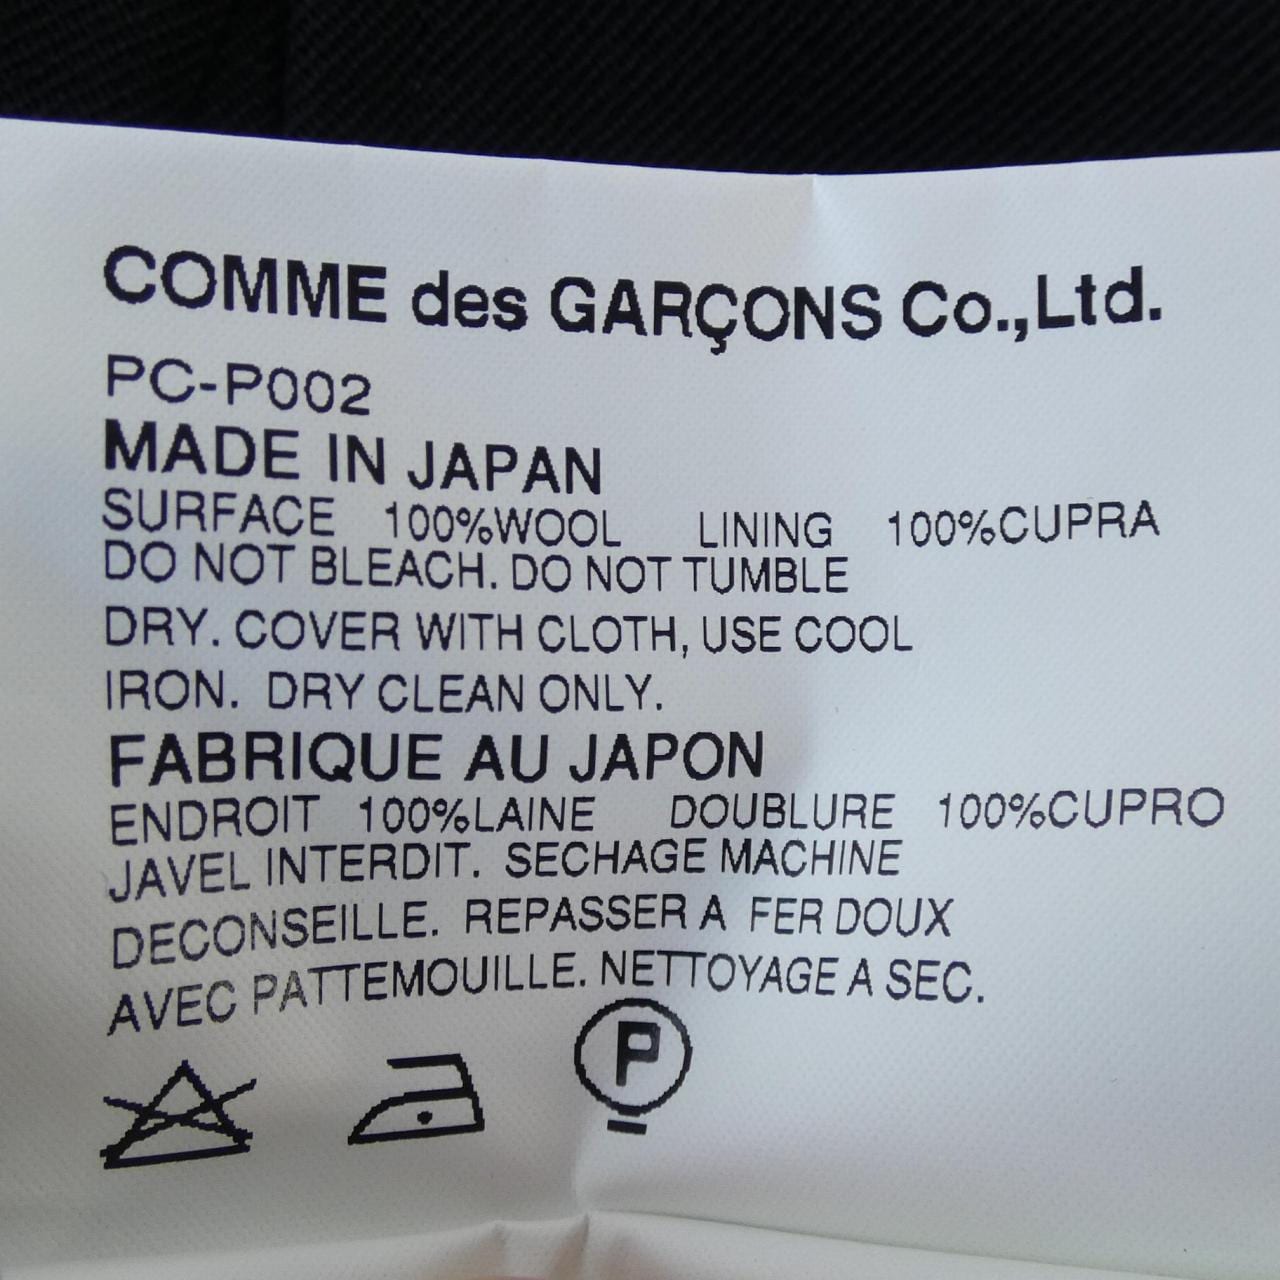 COMME des GARÇONS Co.,Ltd.
PC-P002
MADE IN JAPAN
SURFACE 100%WOOL LINING 100%CUPRA
DO NOT BLEACH. DO NOT TUMBLE
DRY. COVER WITH CLOTH, USE COOL
IRON. DRY CLEAN ONLY.
FABRIQUE AU JAPON
ENDROIT 100%LAINE DOUBLURE 100%CUPRO
JAVEL INTERDIT. SECHAGE MACHINE
DECONSEILLE. REPASSER A FER DOUX
AVEC PATTEMOUILLE. NETTOYAGE A SEC.
P